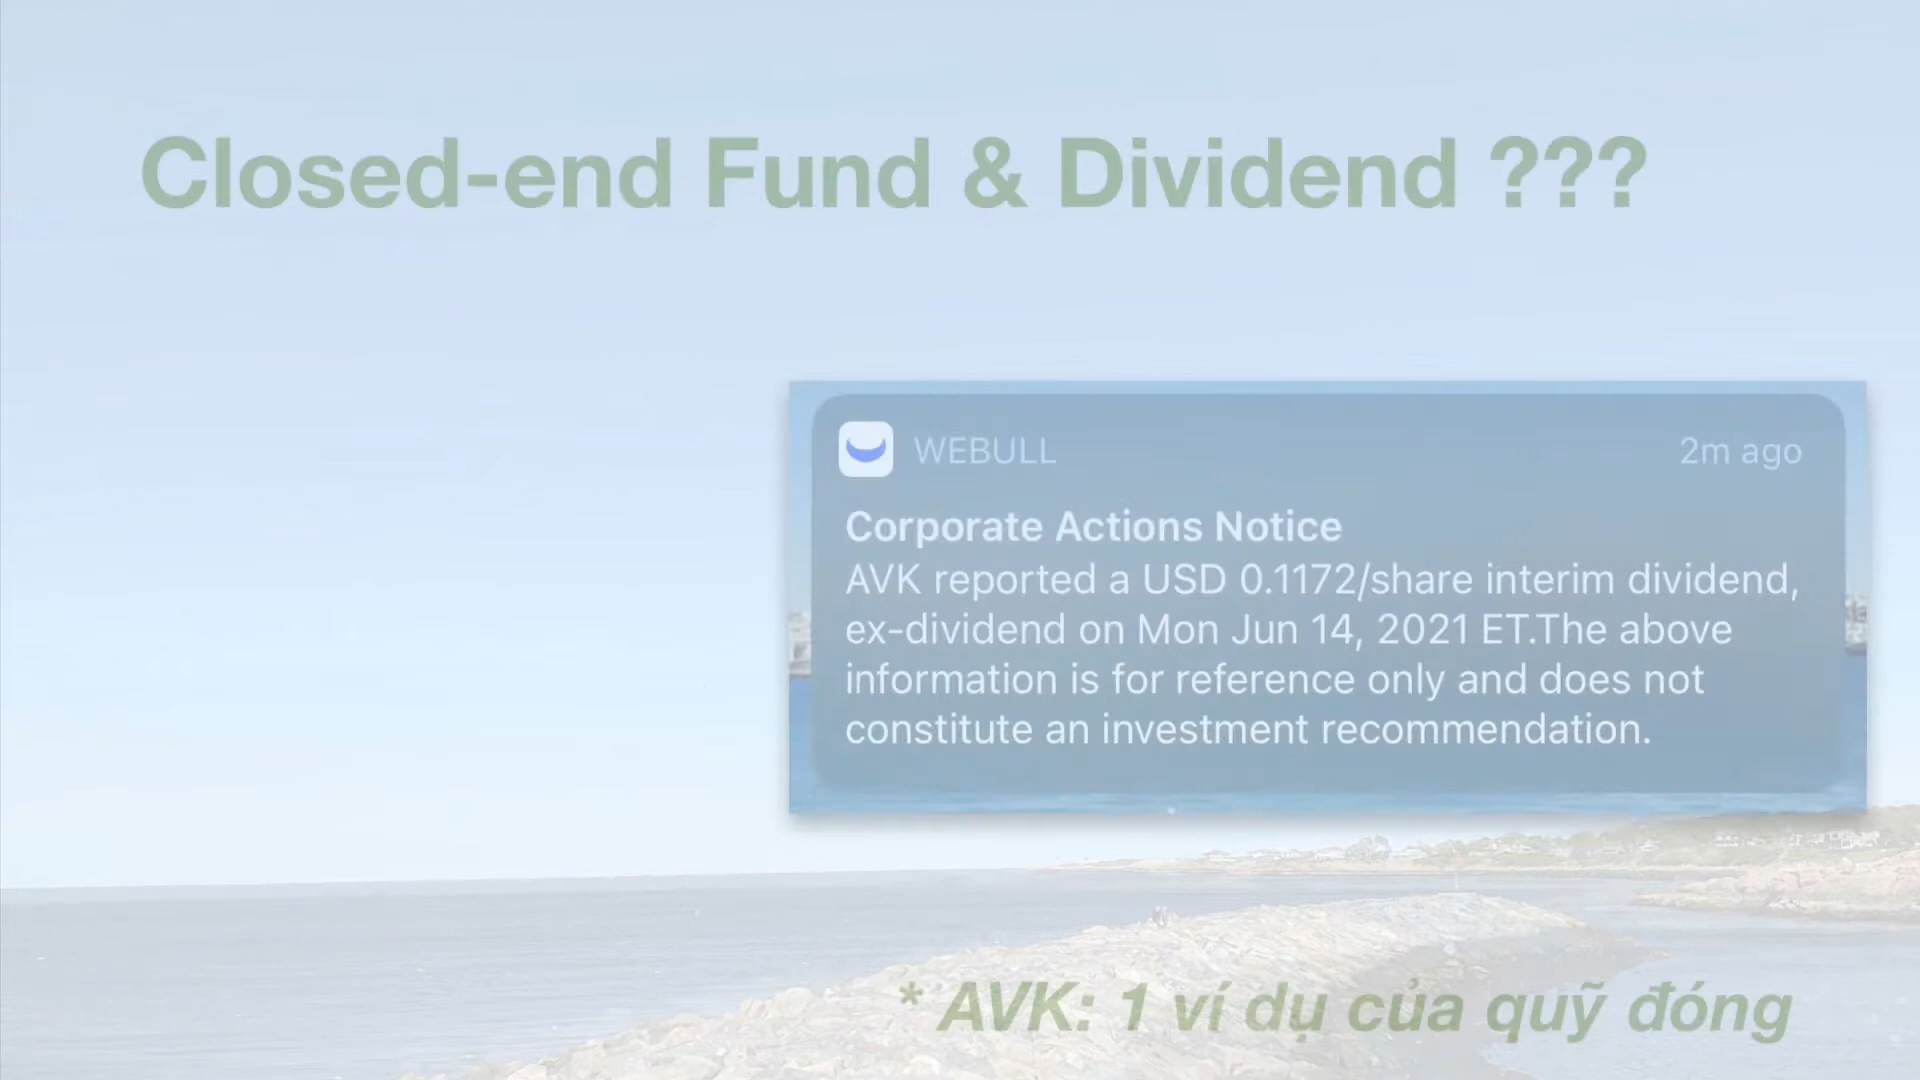 Closed-end Fund & Dividend ???
WEBULL
2m ago
Corporate Actions Notice
AVK reported a USD 0.1172/share interim dividend,
ex-dividend on Mon Jun 14, 2021 ET.The above
information is for reference only and does not
constitute an investment recommendation.
* AVK: 1 ví dụ của quỹ đóng